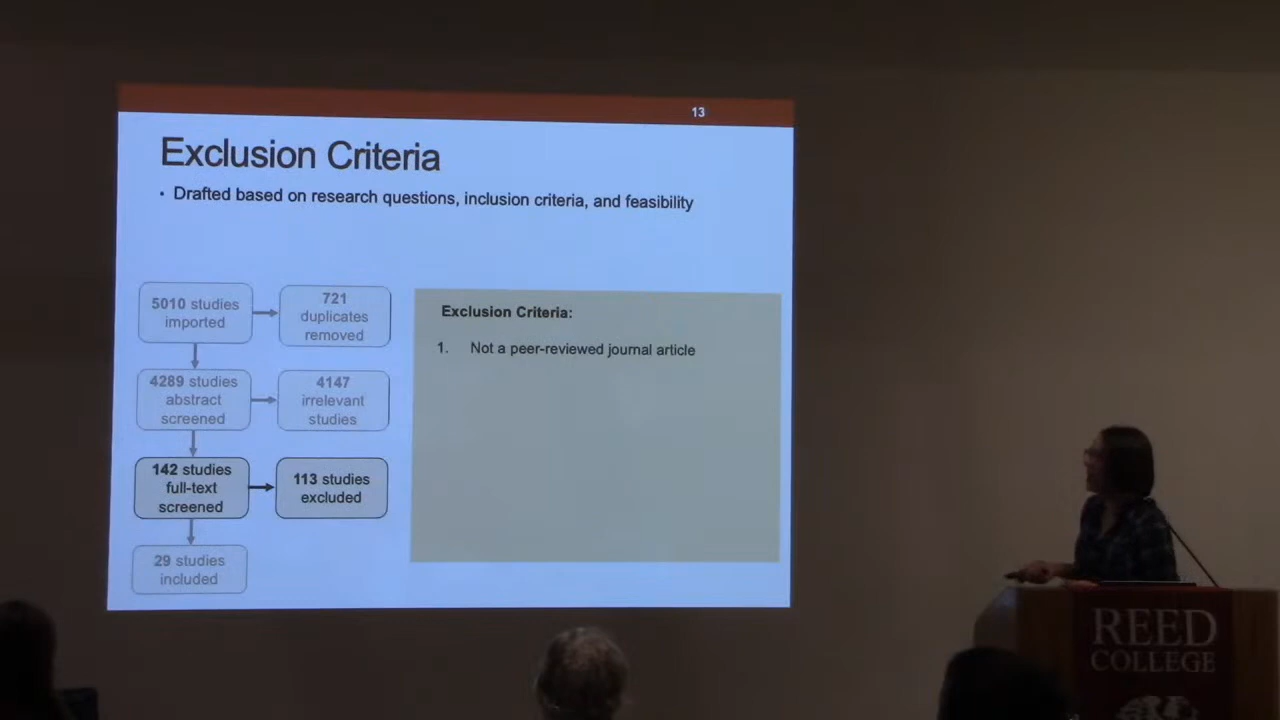 13
Exclusion Criteria
• Drafted based on research questions, inclusion criteria, and feasibility
5010 studies
imported
721
duplicates
removed
4289 studies
abstract
screened
4147
irrelevant
studies
142 studies
full-text
screened
113 studies
excluded
29 studies
included
Exclusion Criteria:
1. Not a peer-reviewed journal article
REED
COLLEGE